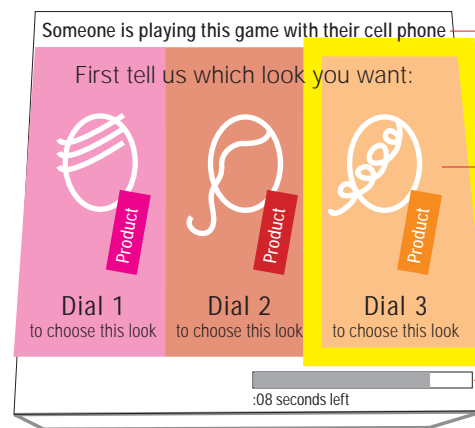 Someone is playing this game with their cell phone
First tell us which look you want:
Product
Product
Product
Dial 1
to choose this look
Dial 2
to choose this look
Dial 3
to choose this look
:08 seconds left